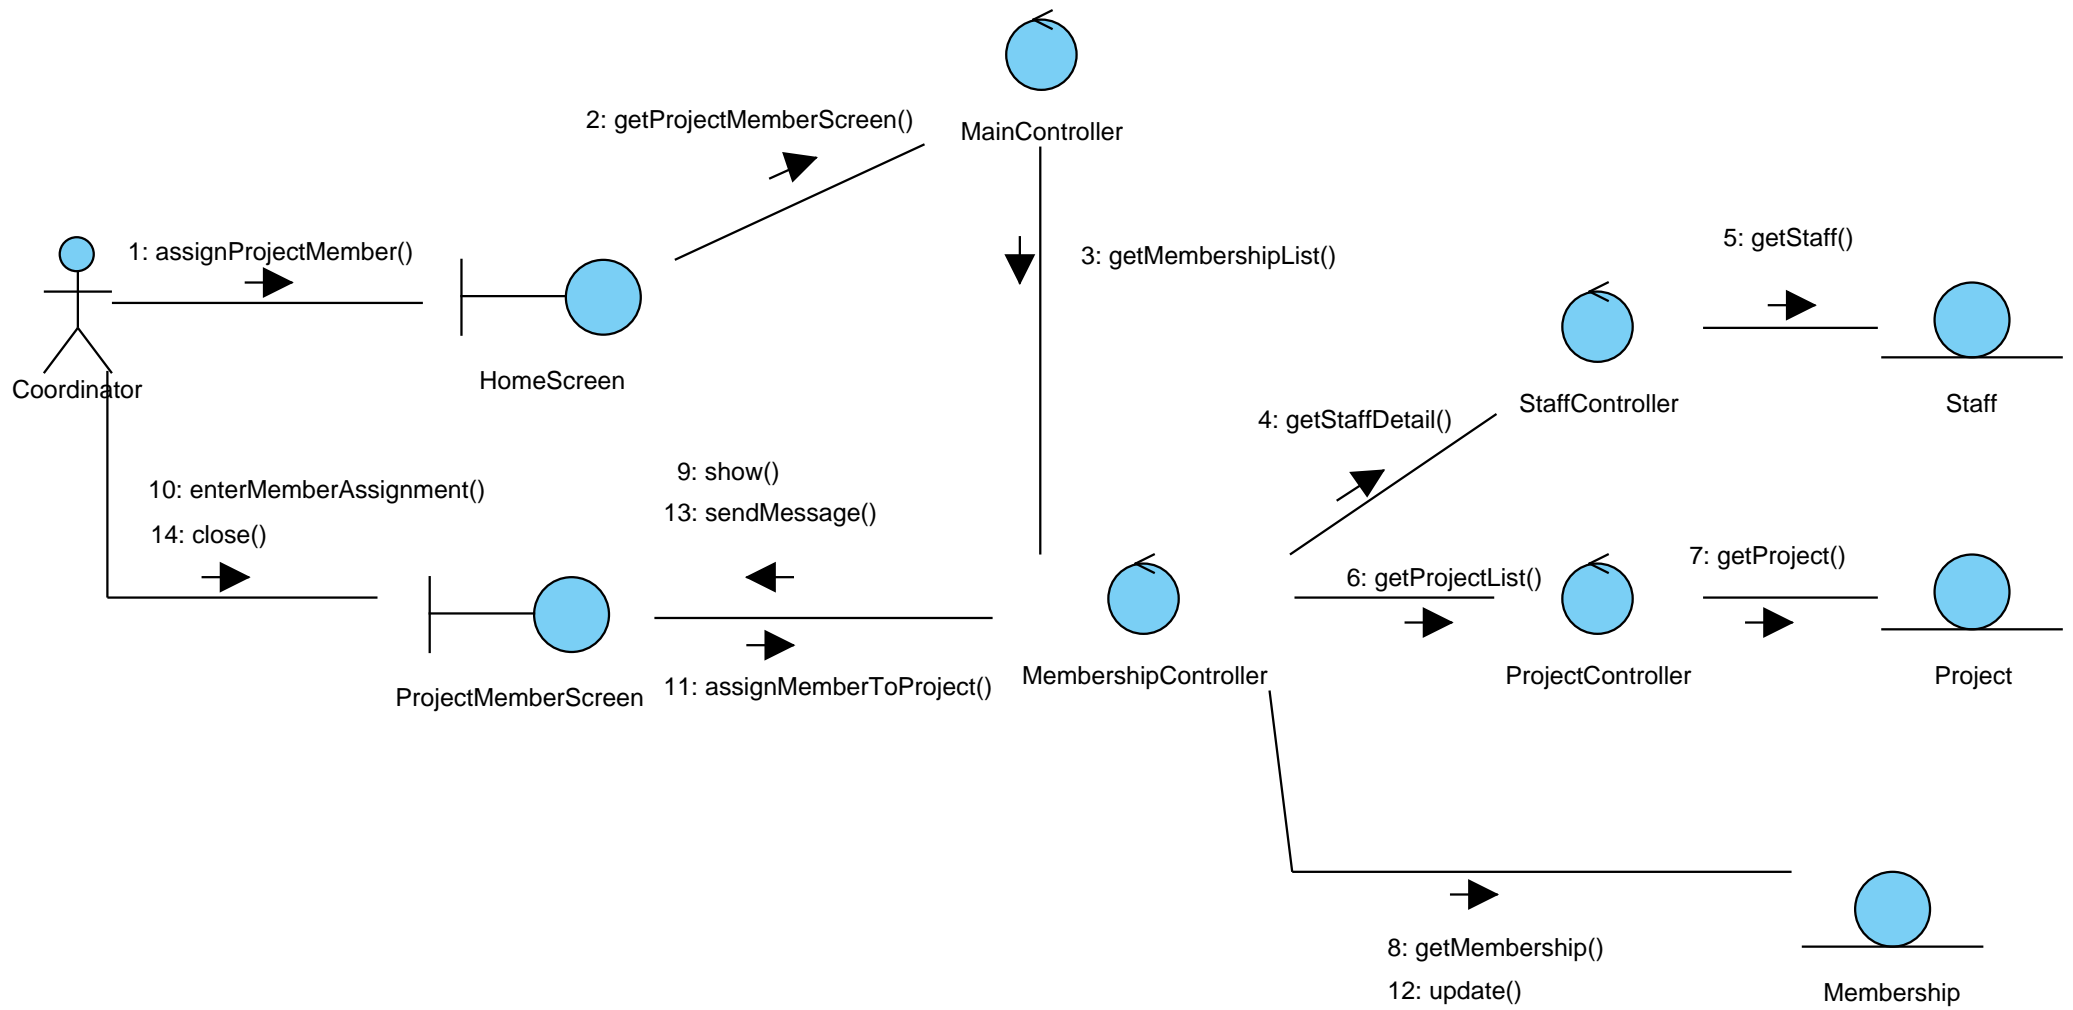 2: getProjectMemberScreen()
MainController
1: assignProjectMember()
3: getMembershipList()
5: getStaff()
Coordinator
HomeScreen
4: getStaffDetail()
StaffController
Staff
10: enterMemberAssignment()
14: close()
9: show()
13: sendMessage()
6: getProjectList()
7: getProject()
ProjectMemberScreen
11: assignMemberToProject()
MembershipController
ProjectController
Project
8: getMembership()
12: update()
Membership